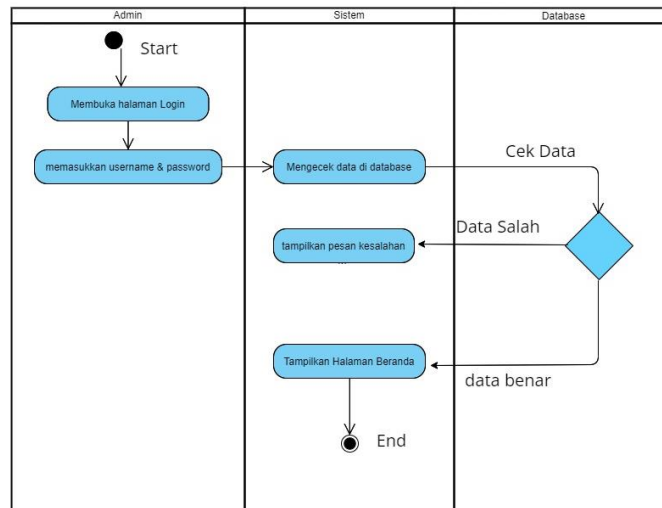 Admin
Sistem
Database
Start
Membuka halaman Login
memasukkan username & password
Mengecek data di database
Cek Data
Data Salah
tampilkan pesan kesalahan
...
Tampilkan Halaman Beranda
data benar
End